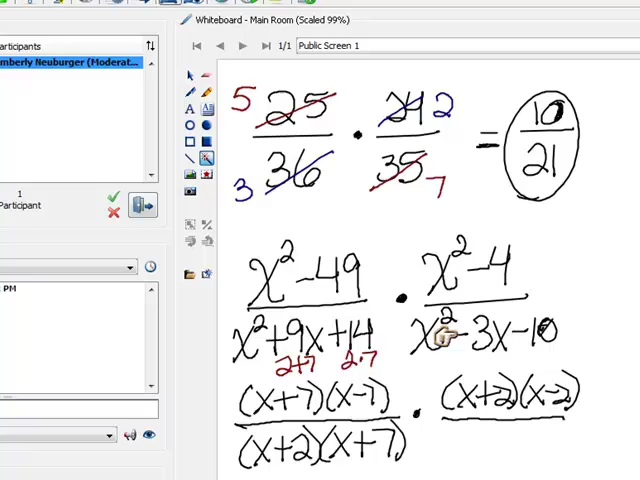 Whiteboard - Main Room (Scaled 99%)
articipants
1/1 Public Screen 1
mberly Neuburger (Moderat...
5 25/36 3 · 24/35 2 7 = 10/21
1
Participant
x² - 49 / x² + 9x + 14 · x² - 4 / x² - 3x - 10
2+7 2·7
PM
(x+7)(x-7) / (x+2)(x+7) · (x+2)(x-2)